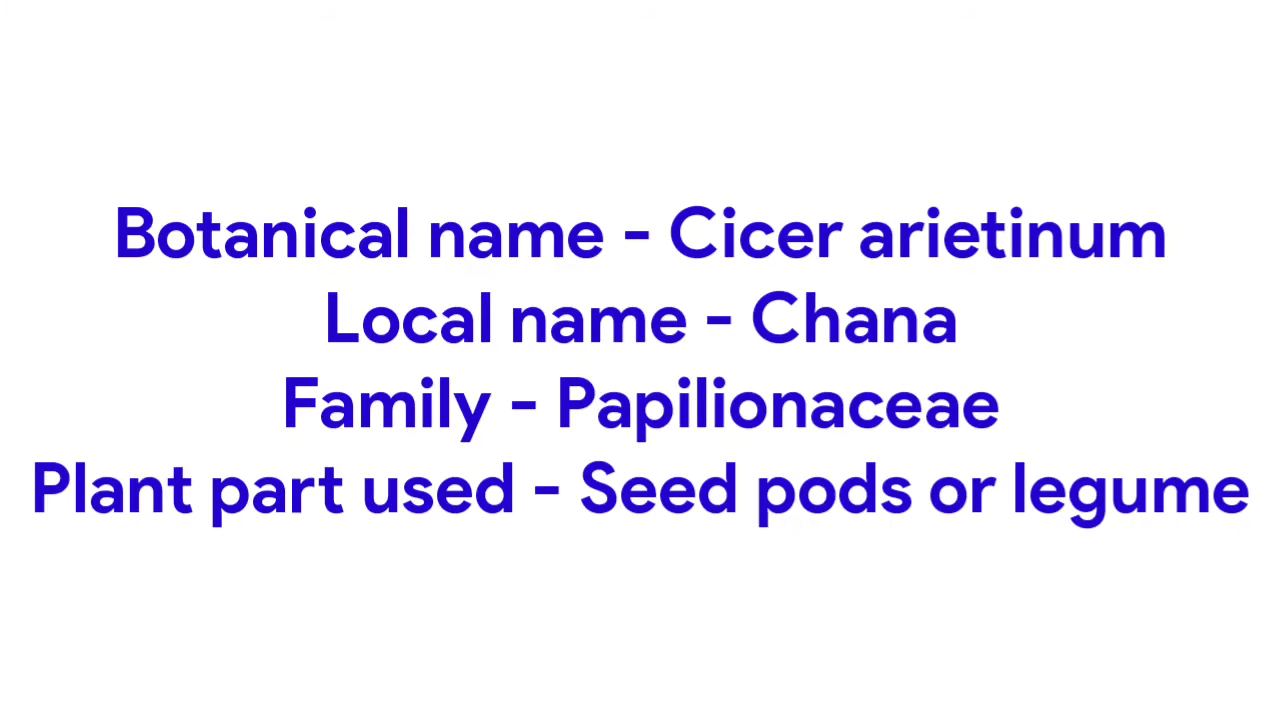 Botanical name - Cicer arietinum
Local name - Chana
Family - Papilionaceae
Plant part used - Seed pods or legume